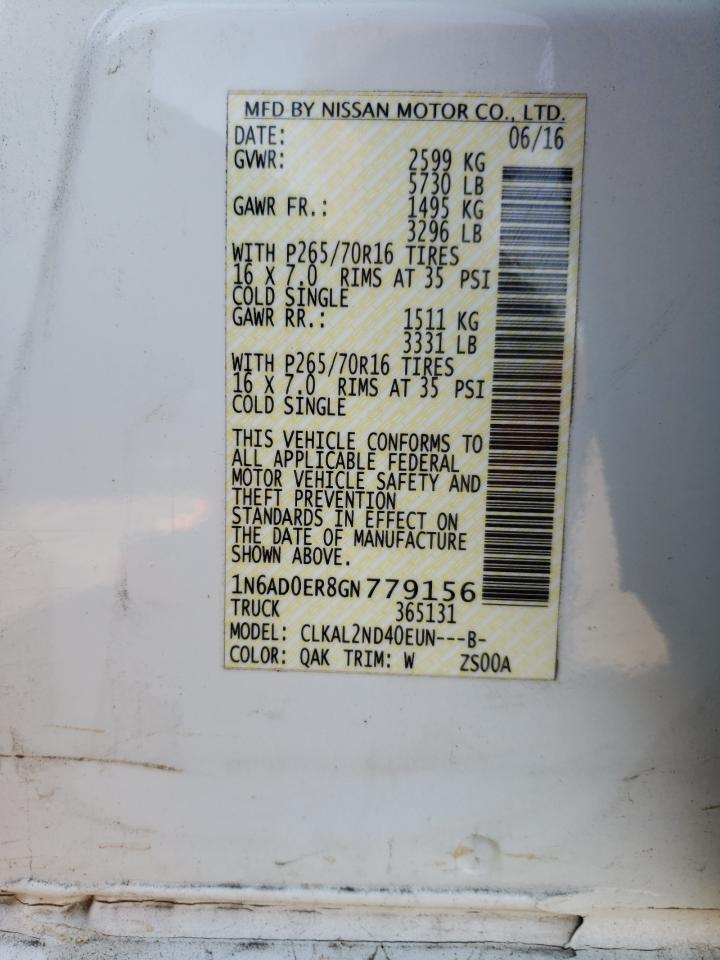 MFD BY NISSAN MOTOR CO., LTD.
DATE: 06/16
GVWR: 2599 KG
5730 LB
GAWR FR.: 1495 KG
3296 LB
WITH P265/70R16 TIRES
16 X 7.0 RIMS AT 35 PSI
COLD SINGLE
GAWR RR.: 1511 KG
3331 LB
WITH P265/70R16 TIRES
16 X 7.0 RIMS AT 35 PSI
COLD SINGLE
THIS VEHICLE CONFORMS TO
ALL APPLICABLE FEDERAL
MOTOR VEHICLE SAFETY AND
THEFT PREVENTION
STANDARDS IN EFFECT ON
THE DATE OF MANUFACTURE
SHOWN ABOVE.
1N6AD0ER8GN779156
TRUCK 365131
MODEL: CLKAL2ND40EUN---B-
COLOR: QAK TRIM: W ZS00A